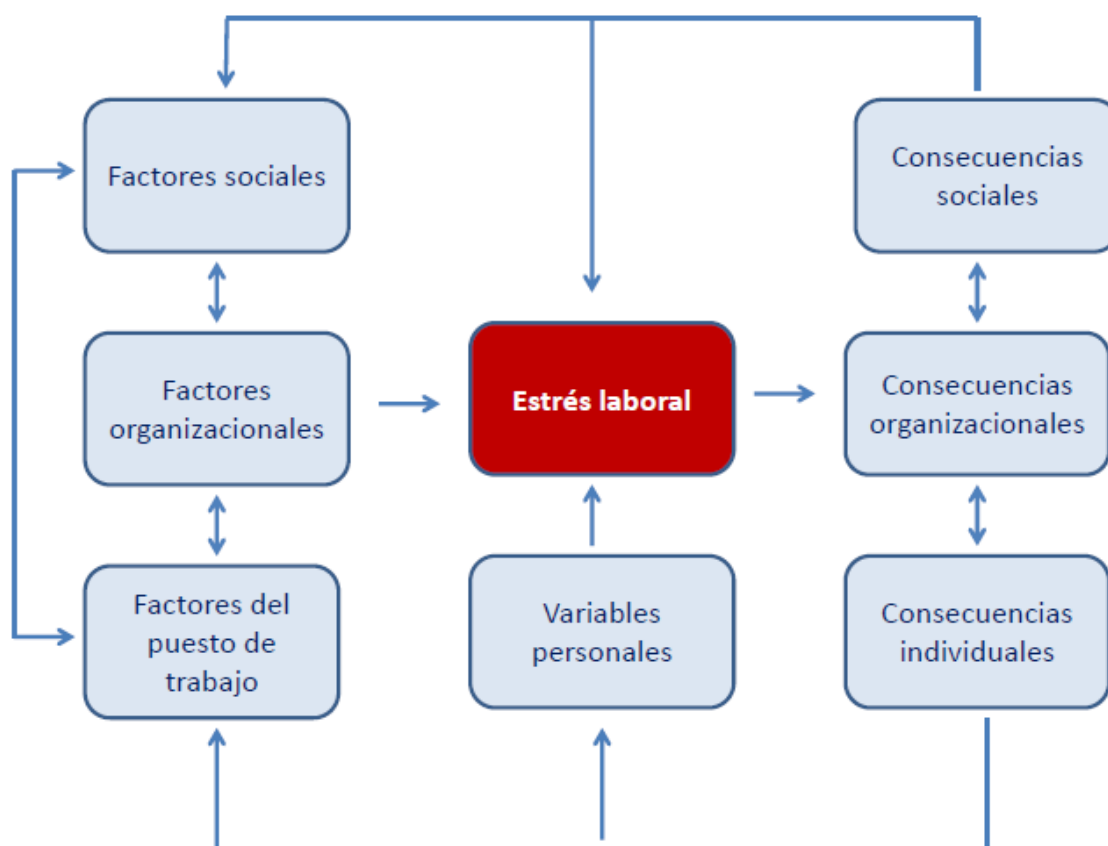 Factores sociales
Consecuencias
sociales
Factores
organizacionales
Estrés laboral
Consecuencias
organizacionales
Factores del
puesto de
trabajo
Variables
personales
Consecuencias
individuales